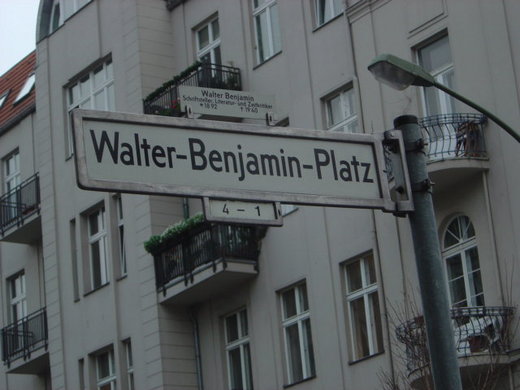 Walter Benjamin
Schriftsteller, Literatur- und Zeitkritiker
* 1892 † 1940
Walter-Benjamin-Platz
4 - 1